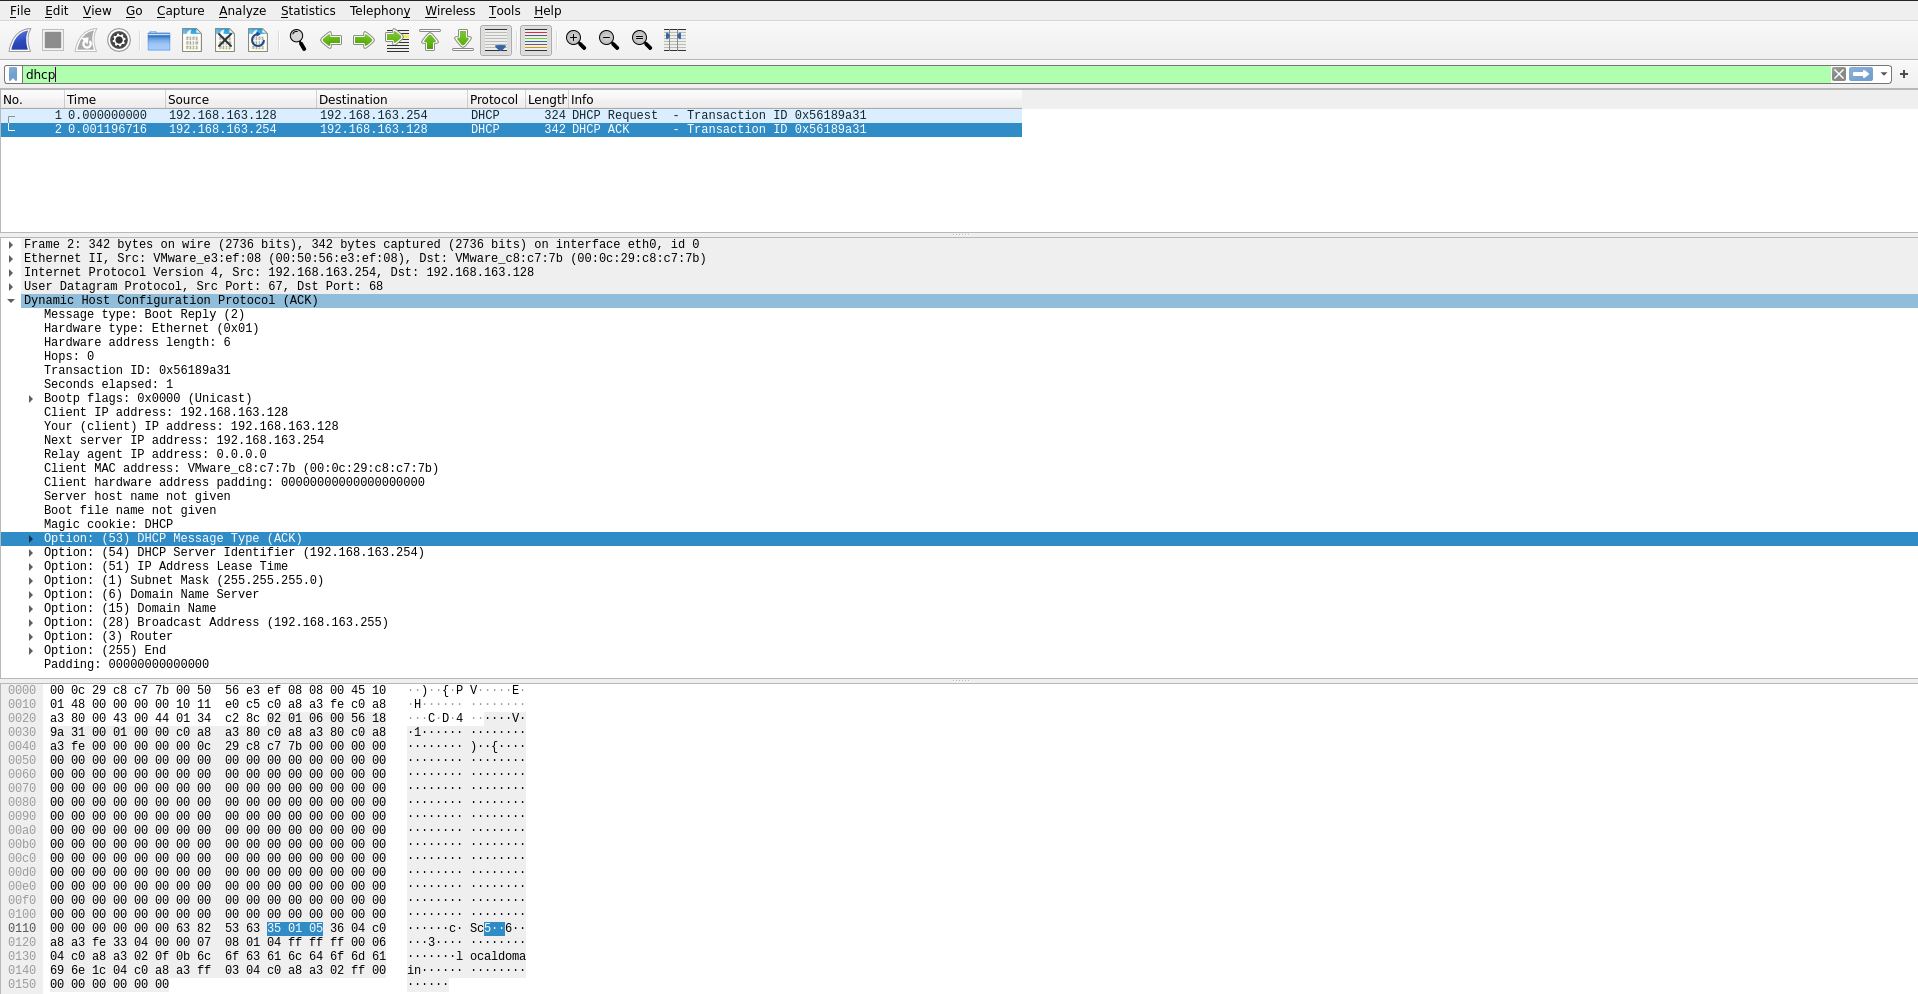 File Edit View Go Capture Analyze Statistics Telephony Wireless Tools Help
dhcp
No. Time Source Destination Protocol Length Info
1 0.000000000 192.168.163.128 192.168.163.254 DHCP 324 DHCP Request - Transaction ID 0x56189a31
2 0.001196716 192.168.163.254 192.168.163.128 DHCP 342 DHCP ACK - Transaction ID 0x56189a31
Frame 2: 342 bytes on wire (2736 bits), 342 bytes captured (2736 bits) on interface eth0, id 0
Ethernet II, Src: VMware_e3:ef:08 (00:50:56:e3:ef:08), Dst: VMware_c8:c7:7b (00:0c:29:c8:c7:7b)
Internet Protocol Version 4, Src: 192.168.163.254, Dst: 192.168.163.128
User Datagram Protocol, Src Port: 67, Dst Port: 68
Dynamic Host Configuration Protocol (ACK)
Message type: Boot Reply (2)
Hardware type: Ethernet (0x01)
Hardware address length: 6
Hops: 0
Transaction ID: 0x56189a31
Seconds elapsed: 1
Bootp flags: 0x0000 (Unicast)
Client IP address: 192.168.163.128
Your (client) IP address: 192.168.163.128
Next server IP address: 192.168.163.254
Relay agent IP address: 0.0.0.0
Client MAC address: VMware_c8:c7:7b (00:0c:29:c8:c7:7b)
Client hardware address padding: 00000000000000000000
Server host name not given
Boot file name not given
Magic cookie: DHCP
Option: (53) DHCP Message Type (ACK)
Option: (54) DHCP Server Identifier (192.168.163.254)
Option: (51) IP Address Lease Time
Option: (1) Subnet Mask (255.255.255.0)
Option: (6) Domain Name Server
Option: (15) Domain Name
Option: (28) Broadcast Address (192.168.163.255)
Option: (3) Router
Option: (255) End
Padding: 00000000000000
0000 00 0c 29 c8 c7 7b 00 50 56 e3 ef 08 08 00 45 10 ··)··{·P V·····E·
0010 01 48 00 00 00 00 10 11 e0 c5 c0 a8 a3 fe c0 a8 ·H······ ········
0020 a3 80 00 43 00 44 01 34 c2 8c 02 01 06 00 56 18 ···C·D·4 ······V·
0030 9a 31 00 01 00 00 c0 a8 a3 80 c0 a8 a3 80 c0 a8 ·1······ ········
0040 a3 fe 00 00 00 00 00 0c 29 c8 c7 7b 00 00 00 00 ········ )··{····
0050 00 00 00 00 00 00 00 00 00 00 00 00 00 00 00 00 ········ ········
0060 00 00 00 00 00 00 00 00 00 00 00 00 00 00 00 00 ········ ········
0070 00 00 00 00 00 00 00 00 00 00 00 00 00 00 00 00 ········ ········
0080 00 00 00 00 00 00 00 00 00 00 00 00 00 00 00 00 ········ ········
0090 00 00 00 00 00 00 00 00 00 00 00 00 00 00 00 00 ········ ········
00a0 00 00 00 00 00 00 00 00 00 00 00 00 00 00 00 00 ········ ········
00b0 00 00 00 00 00 00 00 00 00 00 00 00 00 00 00 00 ········ ········
00c0 00 00 00 00 00 00 00 00 00 00 00 00 00 00 00 00 ········ ········
00d0 00 00 00 00 00 00 00 00 00 00 00 00 00 00 00 00 ········ ········
00e0 00 00 00 00 00 00 00 00 00 00 00 00 00 00 00 00 ········ ········
00f0 00 00 00 00 00 00 00 00 00 00 00 00 00 00 00 00 ········ ········
0100 00 00 00 00 00 00 00 00 00 00 00 00 00 00 00 00 ········ ········
0110 00 00 00 00 00 00 63 82 53 63 35 01 05 36 04 c0 ······c· Sc5··6··
0120 a8 a3 fe 33 04 00 00 07 08 01 04 ff ff ff 00 06 ···3···· ········
0130 04 c0 a8 a3 02 0f 0b 6c 6f 63 61 6c 64 6f 6d 61 ·······l ocaldoma
0140 69 6e 1c 04 c0 a8 a3 ff 03 04 c0 a8 a3 02 ff 00 in······ ········
0150 00 00 00 00 00 00 ······